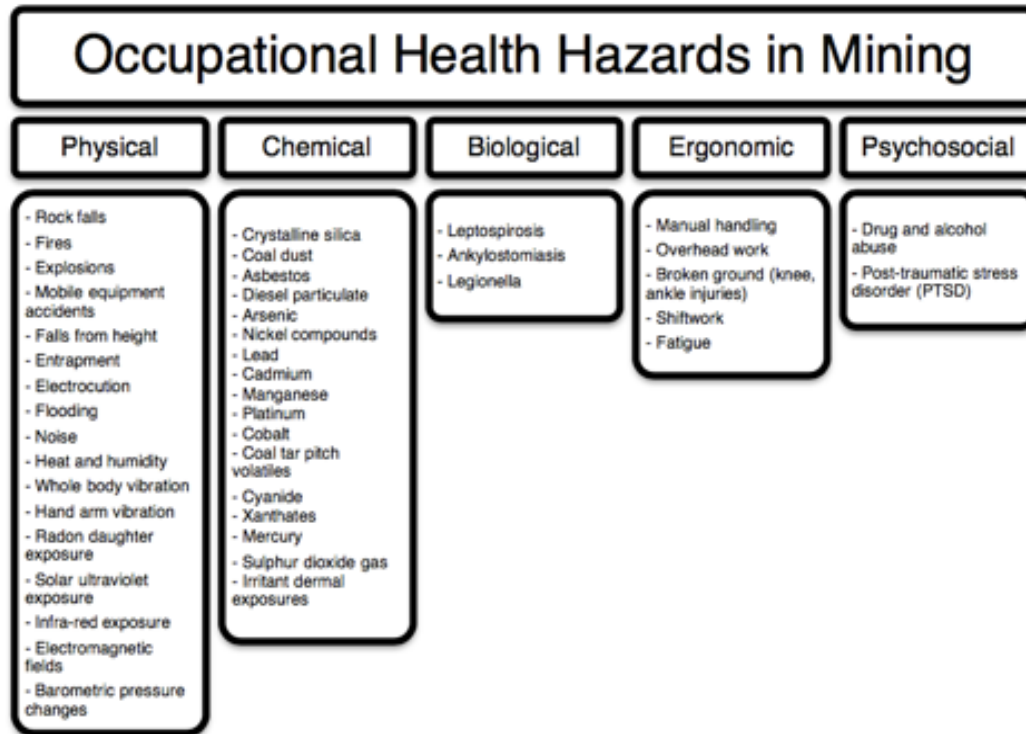 Occupational Health Hazards in Mining
Physical
Chemical
Biological
Ergonomic
Psychosocial
- Rock falls
- Fires
- Explosions
- Mobile equipment
accidents
- Falls from height
- Entrapment
- Electrocution
- Flooding
- Noise
- Heat and humidity
- Whole body vibration
- Hand arm vibration
- Radon daughter
exposure
- Solar ultraviolet
exposure
- Infra-red exposure
- Electromagnetic
fields
- Barometric pressure
changes
- Crystalline silica
- Coal dust
- Asbestos
- Diesel particulate
- Arsenic
- Nickel compounds
- Lead
- Cadmium
- Manganese
- Platinum
- Cobalt
- Coal tar pitch
volatiles
- Cyanide
- Xanthates
- Mercury
- Sulphur dioxide gas
- Irritant dermal
exposures
- Leptospirosis
- Ankylostomiasis
- Legionella
- Manual handling
- Overhead work
- Broken ground (knee,
ankle injuries)
- Shiftwork
- Fatigue
- Drug and alcohol
abuse
- Post-traumatic stress
disorder (PTSD)